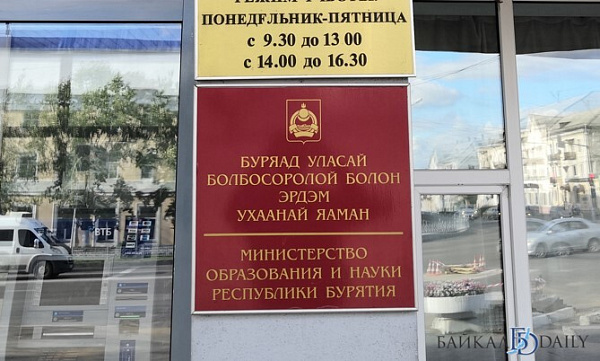 РЕЖИМ РАБОТЫ
ПОНЕДЕЛЬНИК-ПЯТНИЦА
с 9.30 до 13 00
с 14.00 до 16.30
БУРЯАД УЛАСАЙ
БОЛБОСОРОЛОЙ БОЛОН
ЭРДЭМ
УХААНАЙ ЯАМАН
МИНИСТЕРСТВО
ОБРАЗОВАНИЯ И НАУКИ
РЕСПУБЛИКИ БУРЯТИЯ
ВТБ
БАЙКАЛ DAILY